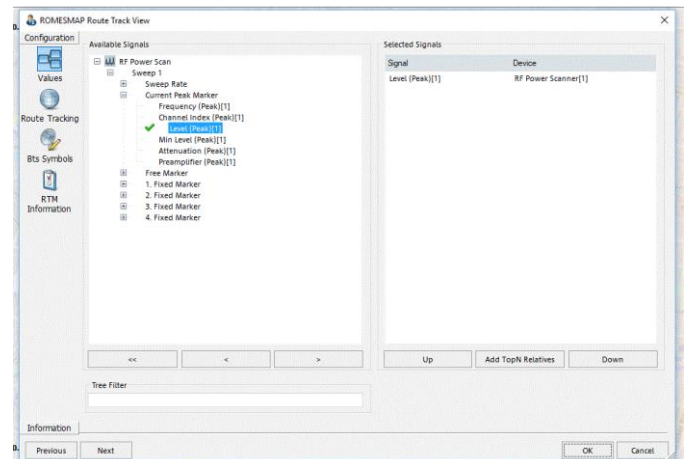 ROMESMAP Route Track View
Configuration
Values
Route Tracking
Bts Symbols
RTM
Information
Available Signals
RF Power Scan
Sweep 1
Sweep Rate
Current Peak Marker
Frequency (Peak)[1]
Channel Index (Peak)[1]
Level (Peak)[1]
Min Level (Peak)[1]
Attenuation (Peak)[1]
Preamplifier (Peak)[1]
Free Marker
1. Fixed Marker
2. Fixed Marker
3. Fixed Marker
4. Fixed Marker
<<
<
>
Tree Filter
Selected Signals
Signal Device
Level (Peak)[1] RF Power Scanner[1]
Up Add TopN Relatives Down
Information
Previous Next OK Cancel